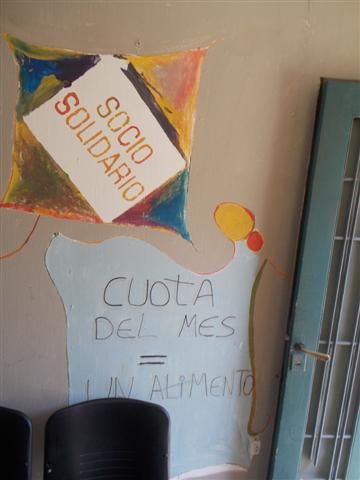 SOCIO
SOLIDARIO
CUOTA
DEL MES
=
UN ALIMENTO